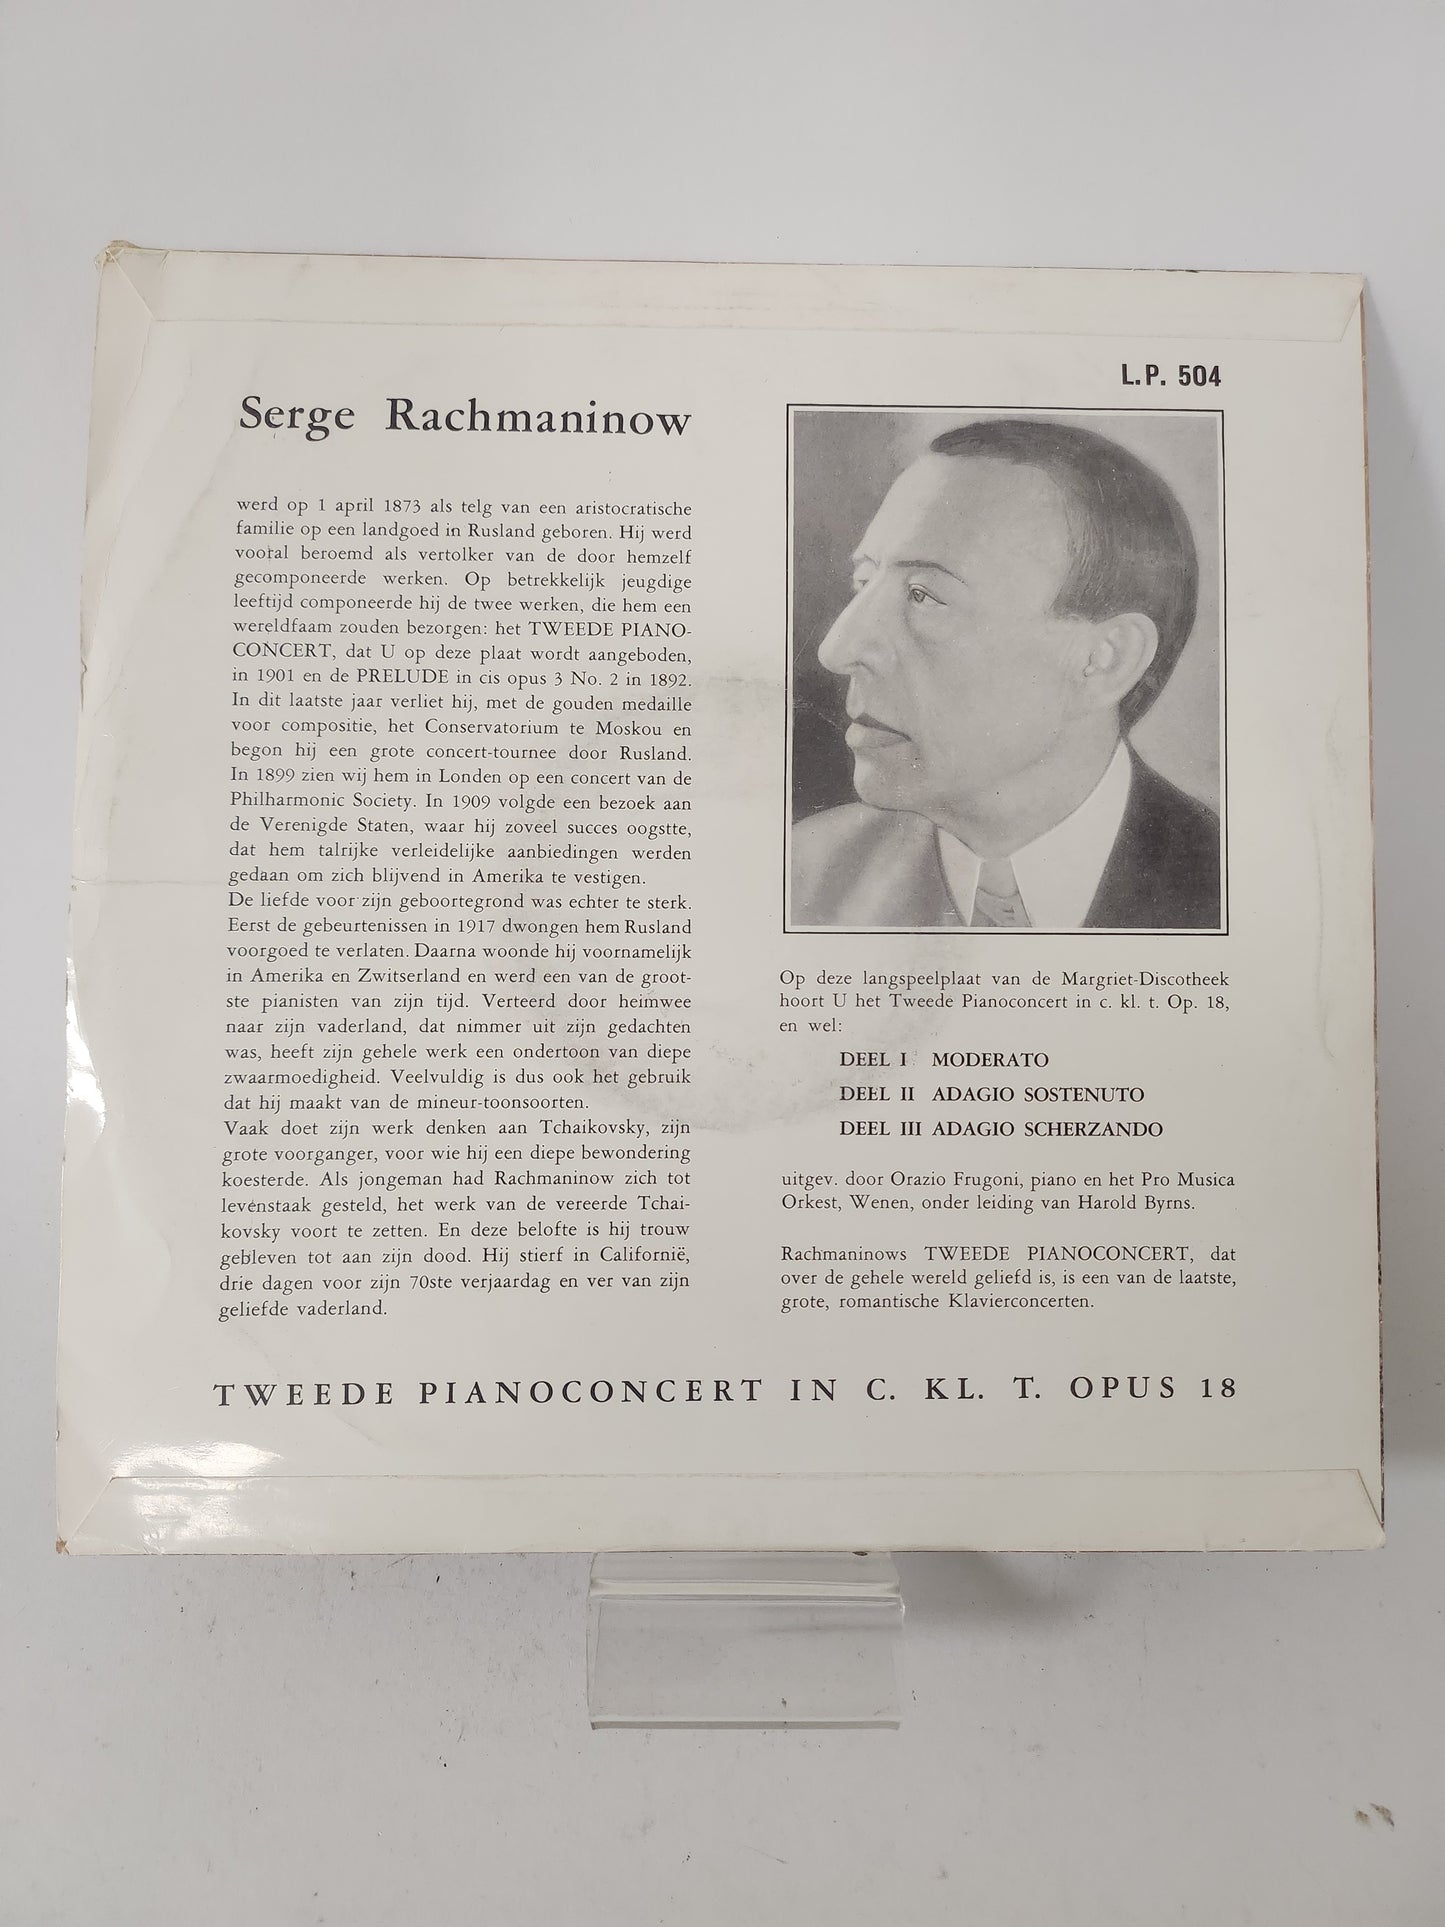 L.P. 504
Serge Rachmaninow
werd op 1 april 1873 als telg van een aristocratische
familie op een landgoed in Rusland geboren. Hij werd
vooral beroemd als vertolker van de door hemzelf
gecomponeerde werken. Op betrekkelijk jeugdige
leeftijd componeerde hij de twee werken, die hem een
wereldfaam zouden bezorgen: het TWEEDE PIANO-
CONCERT, dat U op deze plaat wordt aangeboden,
in 1901 en de PRELUDE in cis opus 3 No. 2 in 1892.
In dit laatste jaar verliet hij, met de gouden medaille
voor compositie, het Conservatorium te Moskou en
begon hij een grote concert-tournee door Rusland.
In 1899 zien wij hem in Londen op een concert van de
Philharmonic Society. In 1909 volgde een bezoek aan
de Verenigde Staten, waar hij zoveel succes oogstte,
dat hem talrijke verleidelijke aanbiedingen werden
gedaan om zich blijvend in Amerika te vestigen.
De liefde voor zijn geboortegrond was echter te sterk.
Eerst de gebeurtenissen in 1917 dwongen hem Rusland
voorgoed te verlaten. Daarna woonde hij voornamelijk
in Amerika en Zwitserland en werd een van de groot-
ste pianisten van zijn tijd. Verteerd door heimwee
naar zijn vaderland, dat nimmer uit zijn gedachten
was, heeft zijn gehele werk een ondertoon van diepe
zwaarmoedigheid. Veelvuldig is dus ook het gebruik
dat hij maakt van de mineur-toonsoorten.
Vaak doet zijn werk denken aan Tchaikovsky, zijn
grote voorganger, voor wie hij een diepe bewondering
koesterde. Als jongeman had Rachmaninow zich tot
levenstaak gesteld, het werk van de vereerde Tchai-
kovsky voort te zetten. En deze belofte is hij trouw
gebleven tot aan zijn dood. Hij stierf in Californië,
drie dagen voor zijn 70ste verjaardag en ver van zijn
geliefde vaderland.
Op deze langspeelplaat van de Margriet-Discotheek
hoort U het Tweede Pianoconcert in c. kl. t. Op. 18,
en wel:
DEEL I MODERATO
DEEL II ADAGIO SOSTENUTO
DEEL III ADAGIO SCHERZANDO
uitgev. door Orazio Frugoni, piano en het Pro Musica
Orkest, Wenen, onder leiding van Harold Byrns.
Rachmaninows TWEEDE PIANOCONCERT, dat
over de gehele wereld geliefd is, is een van de laatste,
grote, romantische Klavierconcerten.
TWEEDE PIANOCONCERT IN C. KL. T. OPUS 18